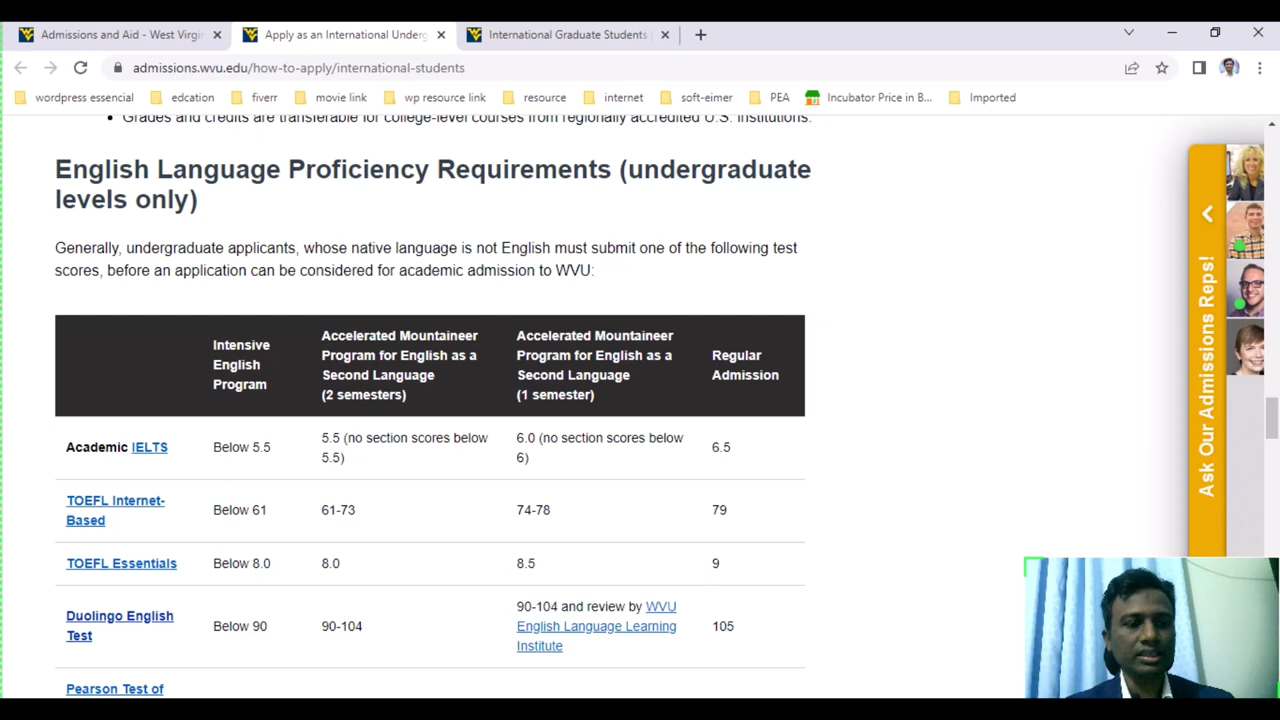 Admissions and Aid - West Virgir
Apply as an International Underg
International Graduate Students
admissions.wvu.edu/how-to-apply/international-students
wordpress essencial
edcation
fiverr
movie link
wp resource link
resource
internet
soft-eimer
PEA
Incubator Price in B...
Imported
Grades and credits are transferable for college-level courses from regionally accredited U.S. institutions.
English Language Proficiency Requirements (undergraduate
levels only)
Generally, undergraduate applicants, whose native language is not English must submit one of the following test
scores, before an application can be considered for academic admission to WVU:
Intensive
English
Program
Accelerated Mountaineer
Program for English as a
Second Language
(2 semesters)
Accelerated Mountaineer
Program for English as a
Second Language
(1 semester)
Regular
Admission
Academic IELTS
Below 5.5
5.5 (no section scores below
5.5)
6.0 (no section scores below
6)
6.5
TOEFL Internet-
Based
Below 61
61-73
74-78
79
TOEFL Essentials
Below 8.0
8.0
8.5
9
Duolingo English
Test
Below 90
90-104
90-104 and review by WVU
English Language Learning
Institute
105
Pearson Test of
Ask Our Admissions Reps!